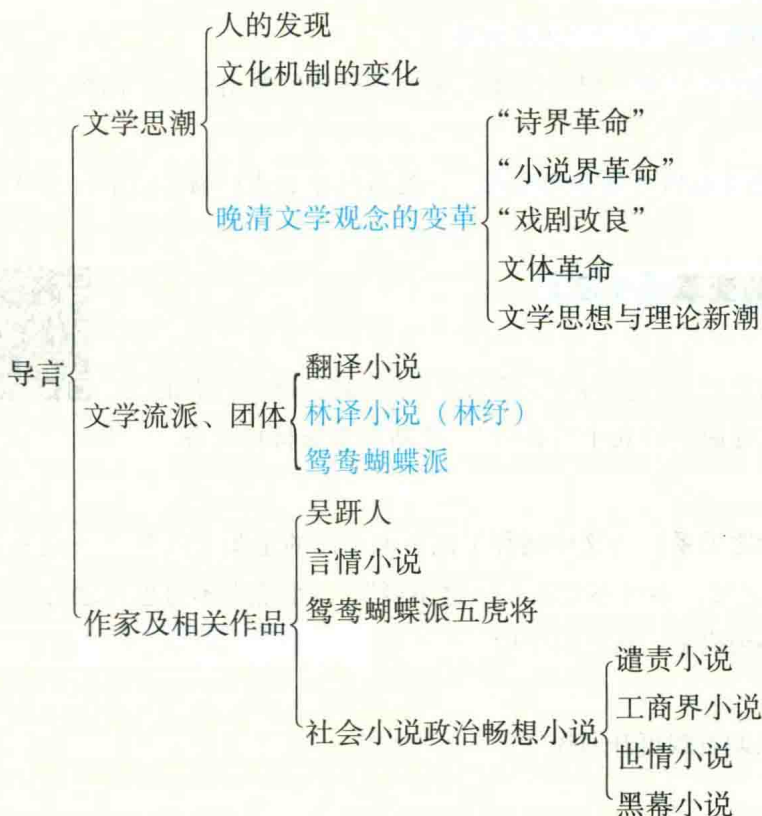 人的发现
文化机制的变化
文学思潮
“诗界革命”
“小说界革命”
晚清文学观念的变革
“戏剧改良”
文体革命
文学思想与理论新潮
导言
翻译小说
文学流派、团体
林译小说（林纾）
鸳鸯蝴蝶派
吴趼人
言情小说
作家及相关作品
鸳鸯蝴蝶派五虎将
谴责小说
工商界小说
社会小说政治畅想小说
世情小说
黑幕小说